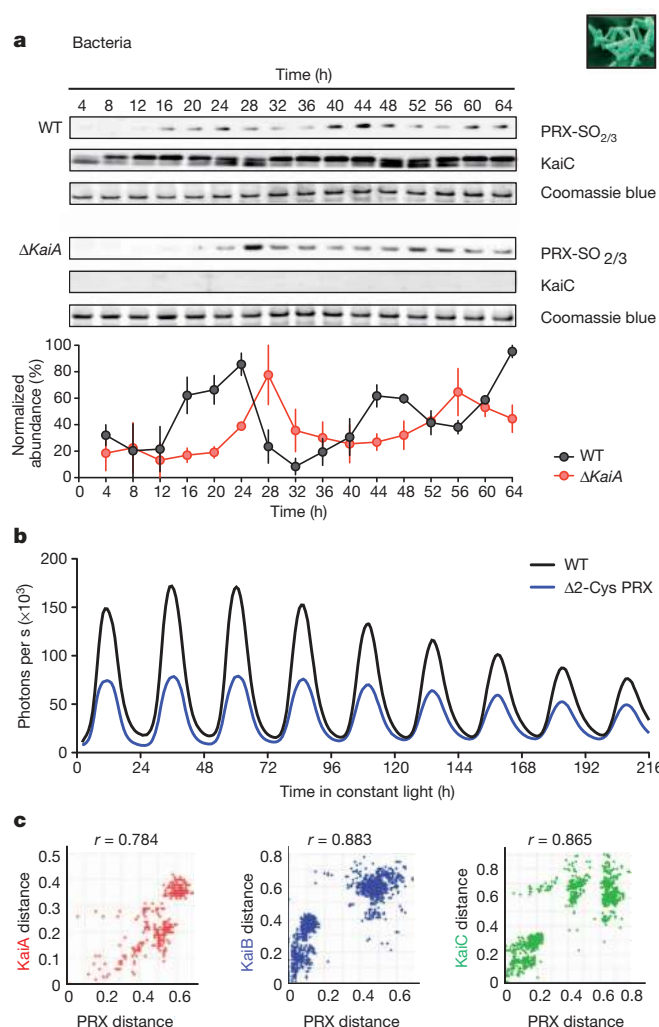 a Bacteria
Time (h)
4 8 12 16 20 24 28 32 36 40 44 48 52 56 60 64
WT PRX-SO2/3
KaiC
Coomassie blue
ΔKaiA PRX-SO 2/3
KaiC
Coomassie blue
Normalized abundance (%)
100
80
60
40
20
0
0 4 8 12 16 20 24 28 32 36 40 44 48 52 56 60 64
Time (h)
WT
ΔKaiA
b
Photons per s (×10³)
200
150
100
50
0
WT
Δ2-Cys PRX
0 24 48 72 96 120 144 168 192 216
Time in constant light (h)
c
r = 0.784
KaiA distance
0.5
0.4
0.3
0.2
0.1
0
0 0.2 0.4 0.6
PRX distance
r = 0.883
KaiB distance
0.8
0.6
0.4
0.2
0
0 0.2 0.4 0.6
PRX distance
r = 0.865
KaiC distance
0.8
0.6
0.4
0.2
0
0 0.2 0.4 0.6 0.8
PRX distance